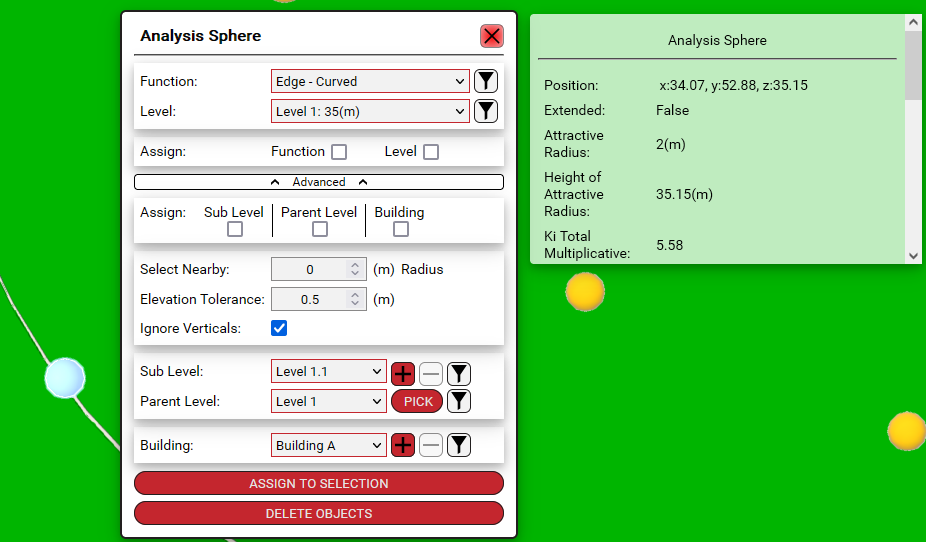 Analysis Sphere
Function: Edge - Curved
Level: Level 1: 35(m)
Assign: Function Level
Advanced
Assign: Sub Level Parent Level Building
Select Nearby: 0 (m) Radius
Elevation Tolerance: 0.5 (m)
Ignore Verticals:
Sub Level: Level 1.1
Parent Level: Level 1 PICK
Building: Building A
ASSIGN TO SELECTION
DELETE OBJECTS
Analysis Sphere
Position: x:34.07, y:52.88, z:35.15
Extended: False
Attractive
Radius: 2(m)
Height of
Attractive 35.15(m)
Radius:
Ki Total
Multiplicative: 5.58